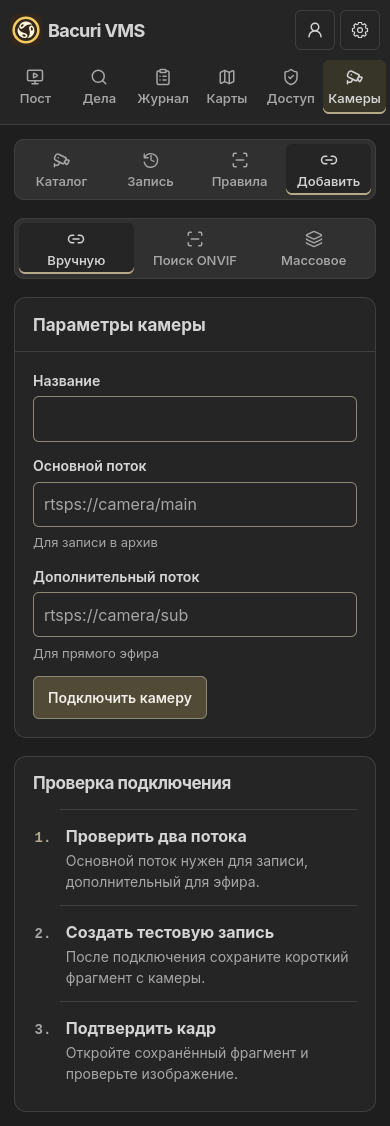 Bacuri VMS
Пост
Дела
Журнал
Карты
Доступ
Камеры
Каталог
Запись
Правила
Добавить
Вручную
Поиск ONVIF
Массовое
Параметры камеры
Название
Основной поток
rtsps://camera/main
Для записи в архив
Дополнительный поток
rtsps://camera/sub
Для прямого эфира
Подключить камеру
Проверка подключения
1. Проверить два потока
Основной поток нужен для записи,
дополнительный для эфира.
2. Создать тестовую запись
После подключения сохраните короткий
фрагмент с камеры.
3. Подтвердить кадр
Откройте сохранённый фрагмент и
проверьте изображение.